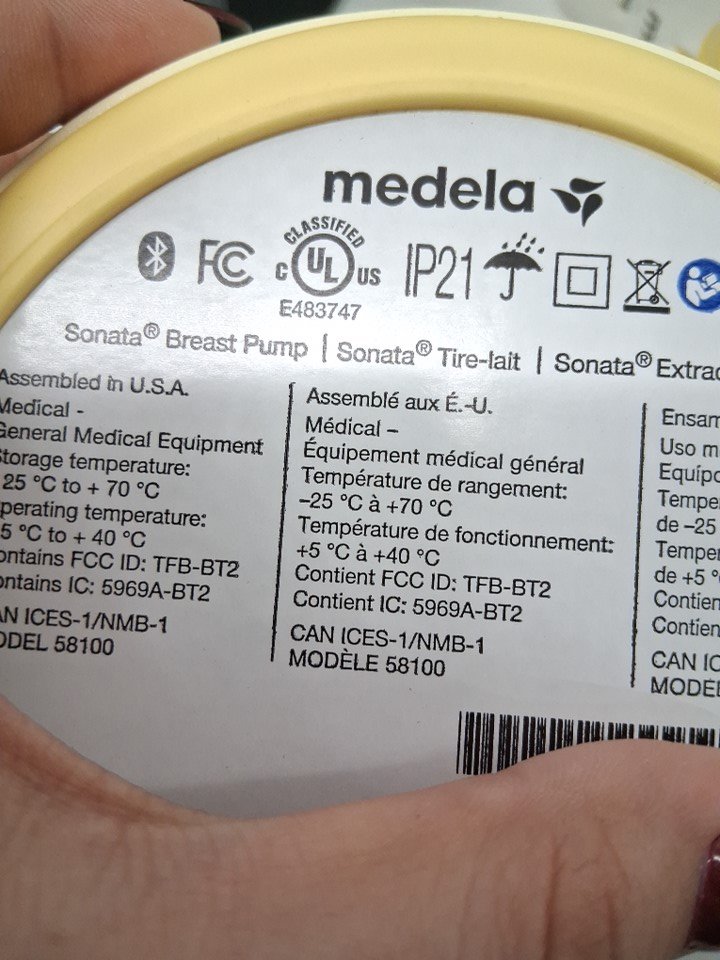 medela
CLASSIFIED
C UL US
E483747
FC
IP21
Sonata® Breast Pump | Sonata® Tire-lait | Sonata® Extrac
Assembled in U.S.A.
Medical -
General Medical Equipment
Storage temperature:
25 °C to + 70 °C
perating temperature:
5 °C to + 40 °C
ontains FCC ID: TFB-BT2
ontains IC: 5969A-BT2
AN ICES-1/NMB-1
ODEL 58100
Assemblé aux É.-U.
Médical –
Équipement médical général
Température de rangement:
–25 °C à +70 °C
Température de fonctionnement:
+5 °C à +40 °C
Contient FCC ID: TFB-BT2
Contient IC: 5969A-BT2
CAN ICES-1/NMB-1
MODÈLE 58100
Ensam
Uso m
Equipo
Tempe
de –25
Temper
de +5 °
Contien
Contien
CAN IC
MODE